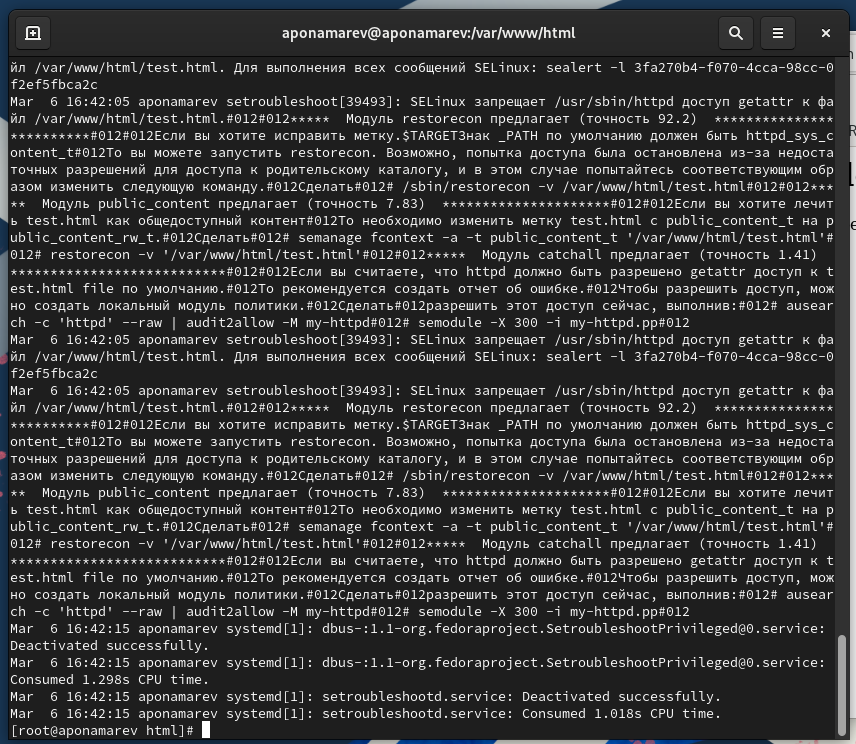 aponamarev@aponamarev:/var/www/html
йл /var/www/html/test.html. Для выполнения всех сообщений SELinux: sealert -l 3fa270b4-f070-4cca-98cc-0
f2ef5fbca2c
Mar  6 16:42:05 aponamarev setroubleshoot[39493]: SELinux запрещает /usr/sbin/httpd доступ getattr к фа
йл /var/www/html/test.html.#012#012*****  Модуль restorecon предлагает (точность 92.2)  ***************
**********#012#012Если вы хотите исправить метку.$TARGETЗнак _PATH по умолчанию должен быть httpd_sys_c
ontent_t#012То вы можете запустить restorecon. Возможно, попытка доступа была остановлена из-за недоста
точных разрешений для доступа к родительскому каталогу, и в этом случае попытайтесь соответствующим обр
азом изменить следующую команду.#012Сделать#012# /sbin/restorecon -v /var/www/html/test.html#012#012***
**  Модуль public_content предлагает (точность 7.83)  *********************#012#012Если вы хотите лечит
ь test.html как общедоступный контент#012То необходимо изменить метку test.html с public_content_t на p
ublic_content_rw_t.#012Сделать#012# semanage fcontext -a -t public_content_t '/var/www/html/test.html'#
012# restorecon -v '/var/www/html/test.html'#012#012*****  Модуль catchall предлагает (точность 1.41)
***************************#012#012Если вы считаете, что httpd должно быть разрешено getattr доступ к t
est.html file по умолчанию.#012То рекомендуется создать отчет об ошибке.#012Чтобы разрешить доступ, мож
но создать локальный модуль политики.#012Сделать#012разрешить этот доступ сейчас, выполнив:#012# ausear
ch -c 'httpd' --raw | audit2allow -M my-httpd#012# semodule -X 300 -i my-httpd.pp#012
Mar  6 16:42:05 aponamarev setroubleshoot[39493]: SELinux запрещает /usr/sbin/httpd доступ getattr к фа
йл /var/www/html/test.html. Для выполнения всех сообщений SELinux: sealert -l 3fa270b4-f070-4cca-98cc-0
f2ef5fbca2c
Mar  6 16:42:05 aponamarev setroubleshoot[39493]: SELinux запрещает /usr/sbin/httpd доступ getattr к фа
йл /var/www/html/test.html.#012#012*****  Модуль restorecon предлагает (точность 92.2)  ***************
**********#012#012Если вы хотите исправить метку.$TARGETЗнак _PATH по умолчанию должен быть httpd_sys_c
ontent_t#012То вы можете запустить restorecon. Возможно, попытка доступа была остановлена из-за недоста
точных разрешений для доступа к родительскому каталогу, и в этом случае попытайтесь соответствующим обр
азом изменить следующую команду.#012Сделать#012# /sbin/restorecon -v /var/www/html/test.html#012#012***
**  Модуль public_content предлагает (точность 7.83)  *********************#012#012Если вы хотите лечит
ь test.html как общедоступный контент#012То необходимо изменить метку test.html с public_content_t на p
ublic_content_rw_t.#012Сделать#012# semanage fcontext -a -t public_content_t '/var/www/html/test.html'#
012# restorecon -v '/var/www/html/test.html'#012#012*****  Модуль catchall предлагает (точность 1.41)
***************************#012#012Если вы считаете, что httpd должно быть разрешено getattr доступ к t
est.html file по умолчанию.#012То рекомендуется создать отчет об ошибке.#012Чтобы разрешить доступ, мож
но создать локальный модуль политики.#012Сделать#012разрешить этот доступ сейчас, выполнив:#012# ausear
ch -c 'httpd' --raw | audit2allow -M my-httpd#012# semodule -X 300 -i my-httpd.pp#012
Mar  6 16:42:15 aponamarev systemd[1]: dbus-:1.1-org.fedoraproject.SetroubleshootPrivileged@0.service:
Deactivated successfully.
Mar  6 16:42:15 aponamarev systemd[1]: dbus-:1.1-org.fedoraproject.SetroubleshootPrivileged@0.service:
Consumed 1.298s CPU time.
Mar  6 16:42:15 aponamarev systemd[1]: setroubleshootd.service: Deactivated successfully.
Mar  6 16:42:15 aponamarev systemd[1]: setroubleshootd.service: Consumed 1.018s CPU time.
[root@aponamarev html]#